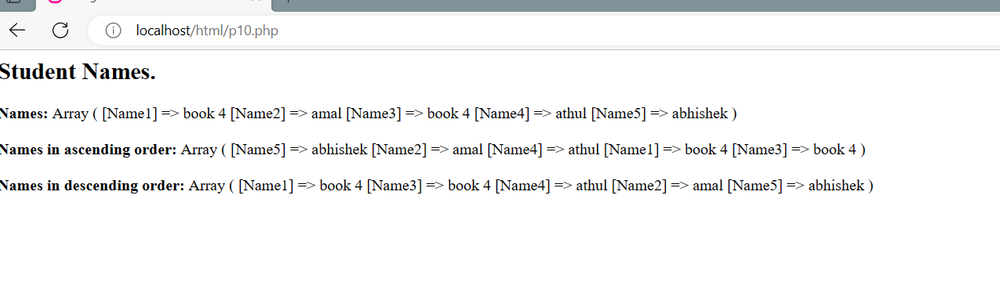 localhost/html/p10.php
Student Names.
Names: Array ( [Name1] => book 4 [Name2] => amal [Name3] => book 4 [Name4] => athul [Name5] => abhishek )
Names in ascending order: Array ( [Name5] => abhishek [Name2] => amal [Name4] => athul [Name1] => book 4 [Name3] => book 4 )
Names in descending order: Array ( [Name1] => book 4 [Name3] => book 4 [Name4] => athul [Name2] => amal [Name5] => abhishek )